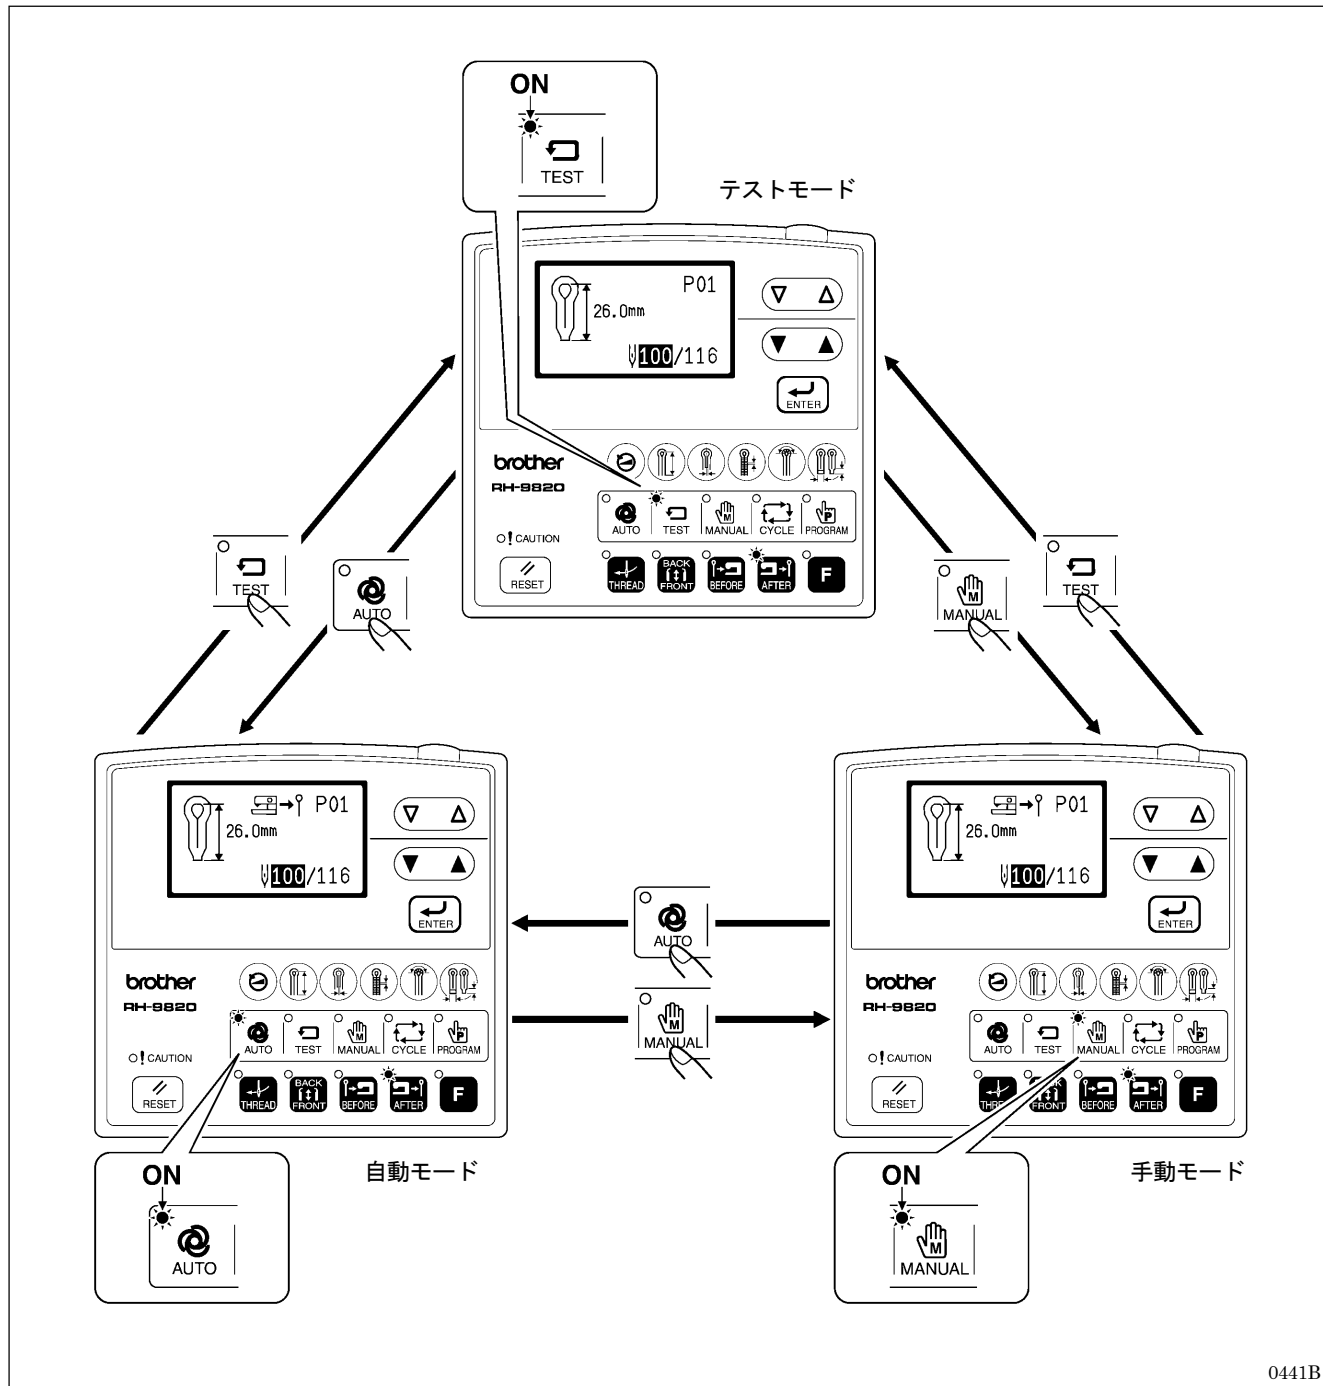 ON
TEST
テストモード
P01
26.0mm
100/116
ENTER
brother
RH-9820
AUTO TEST MANUAL CYCLE PROGRAM
CAUTION
RESET
THREAD BACK FRONT BEFORE AFTER F
TEST
AUTO
MANUAL
TEST
P01
26.0mm
100/116
ENTER
brother
RH-9820
AUTO TEST MANUAL CYCLE PROGRAM
CAUTION
RESET
THREAD BACK FRONT BEFORE AFTER F
自動モード
ON
AUTO
AUTO
MANUAL
P01
26.0mm
100/116
ENTER
brother
RH-9820
AUTO TEST MANUAL CYCLE PROGRAM
CAUTION
RESET
FRONT BEFORE AFTER F
手動モード
ON
MANUAL
0441B